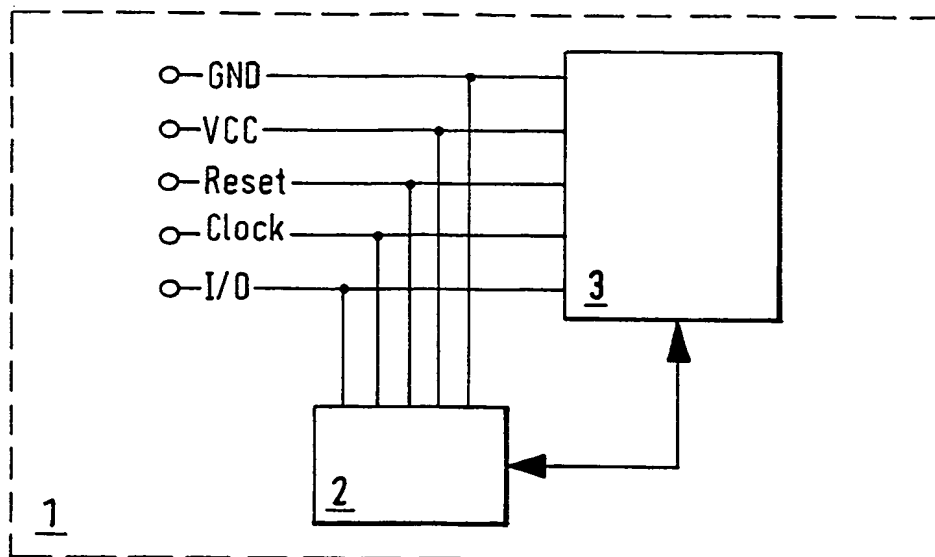 GND
VCC
Reset
Clock
I/O
3
2
1